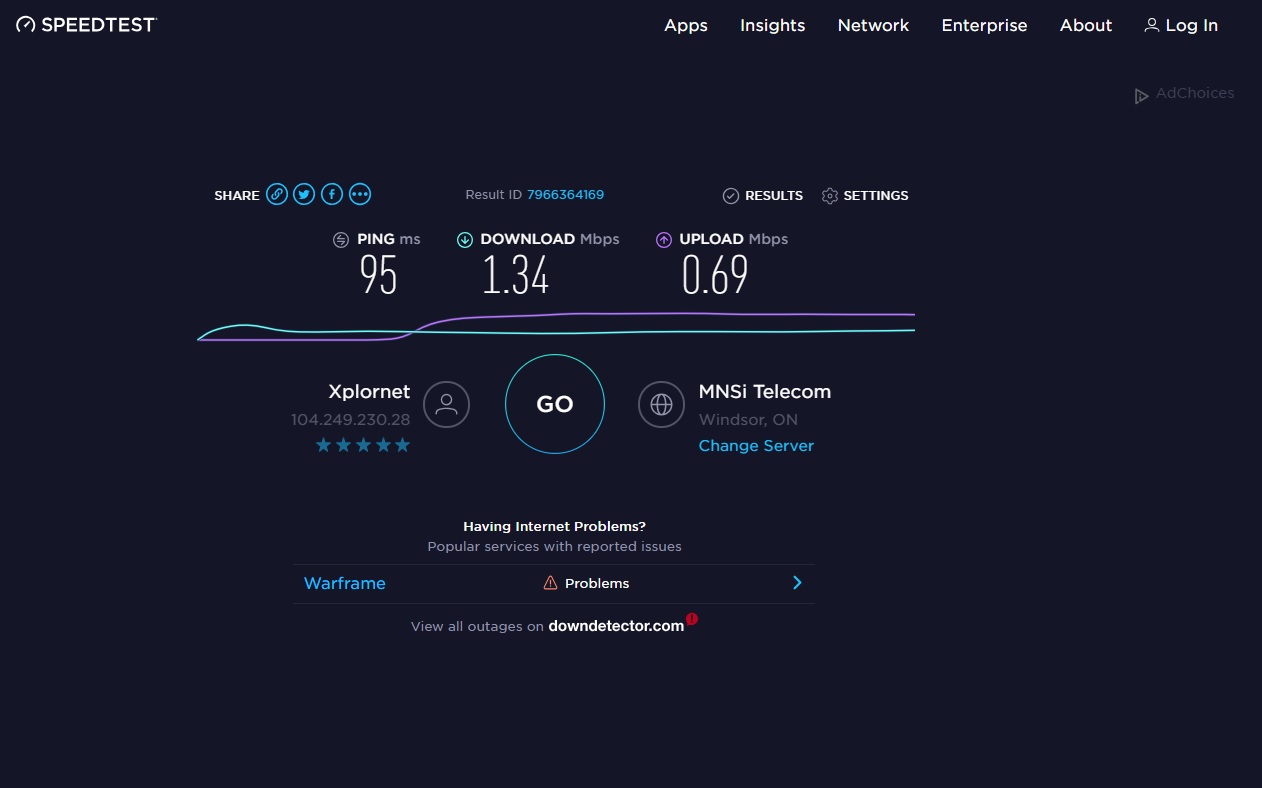 SPEEDTEST Apps Insights Network Enterprise About Log In
AdChoices
SHARE Result ID 7966364169 RESULTS SETTINGS
PING ms DOWNLOAD Mbps UPLOAD Mbps
95 1.34 0.69
Xplornet GO MNSi Telecom
104.249.230.28 Windsor, ON
Change Server
Having Internet Problems?
Popular services with reported issues
Warframe Problems
View all outages on downdetector.com